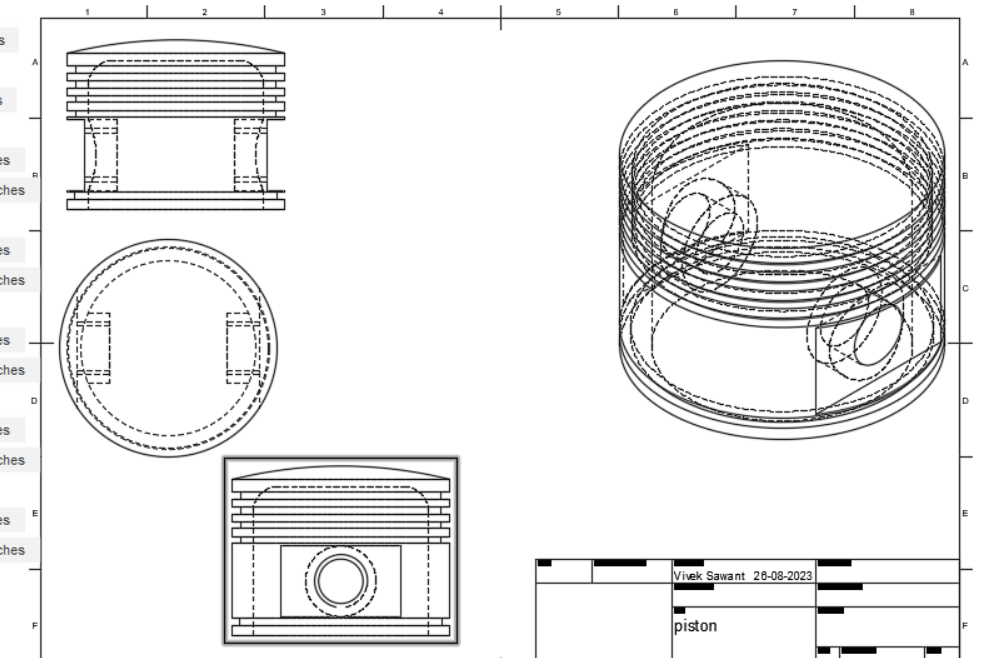 1 2 3 4 5 6 7 8
s
A A
s
es
B B
ches
es
C
ches
es
ches
D D
es
ches
E E
es
ches
Vivek Sawant 26-08-2023
F piston F